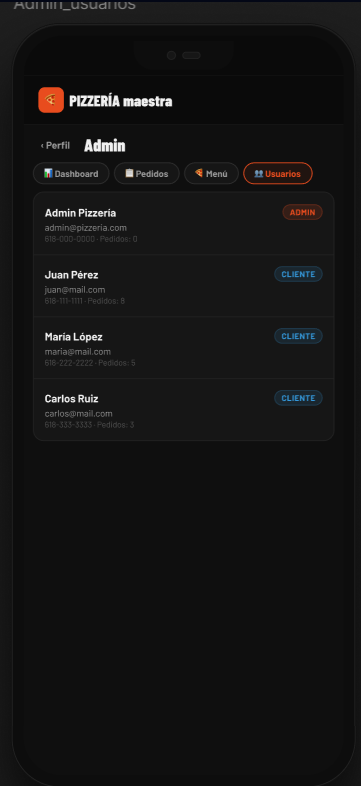 Admin_usuarios
PIZZERÍA maestra
‹ Perfil Admin
Dashboard Pedidos Menú Usuarios
Admin Pizzería ADMIN
admin@pizzeria.com
618-000-0000 · Pedidos: 0
Juan Pérez CLIENTE
juan@mail.com
618-111-1111 · Pedidos: 8
María López CLIENTE
maria@mail.com
618-222-2222 · Pedidos: 5
Carlos Ruiz CLIENTE
carlos@mail.com
618-333-3333 · Pedidos: 3